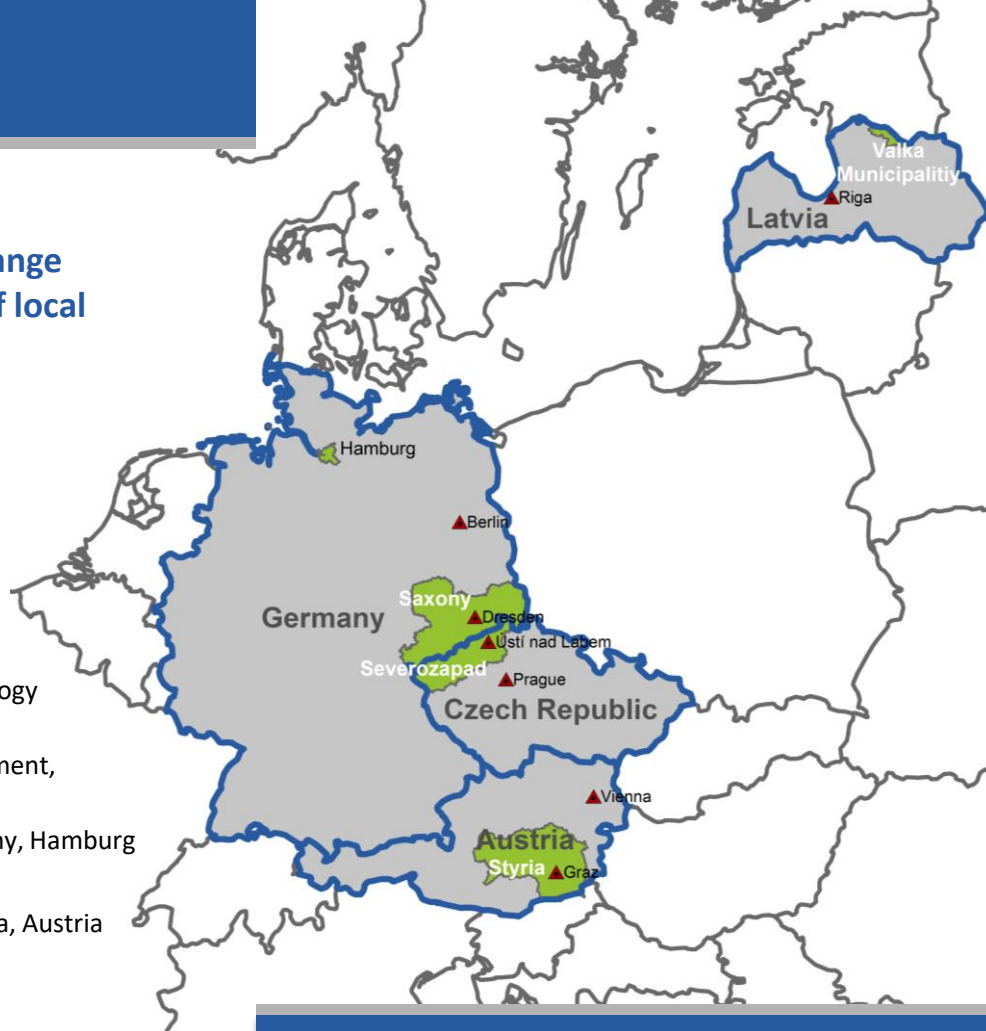 ange
f local
ogy
ment,
ny, Hamburg
a, Austria
Valka
Municipalitiy
Riga
Latvia
Hamburg
Berlin
Saxony
Dresden
Germany
Ústí nad Labem
Severozapad
Prague
Czech Republic
Vienna
Austria
Styria
Graz